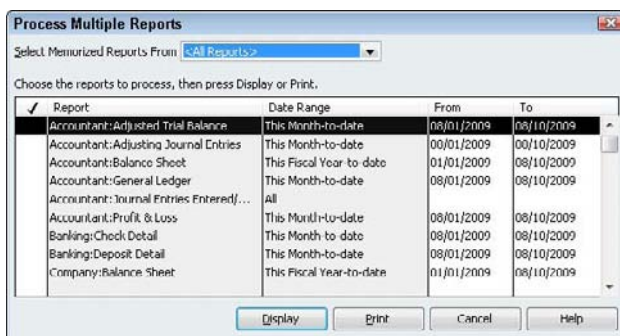 Process Multiple Reports
Select Memorized Reports From <All Reports>
Choose the reports to process, then press Display or Print.
✓ Report Date Range From To
Accountant:Adjusted Trial Balance This Month-to-date 08/01/2009 08/10/2009
Accountant:Adjusting Journal Entries This Month-to-date 08/01/2009 08/10/2009
Accountant:Balance Sheet This Fiscal Year-to-date 01/01/2009 08/10/2009
Accountant:General Ledger This Month-to-date 08/01/2009 08/10/2009
Accountant:Journal Entries Entered/... All
Accountant:Profit & Loss This Month-to-date 08/01/2009 08/10/2009
Banking:Check Detail This Month-to-date 08/01/2009 08/10/2009
Banking:Deposit Detail This Month-to-date 08/01/2009 08/10/2009
Company:Balance Sheet This Fiscal Year-to-date 01/01/2009 08/10/2009
Display Print Cancel Help